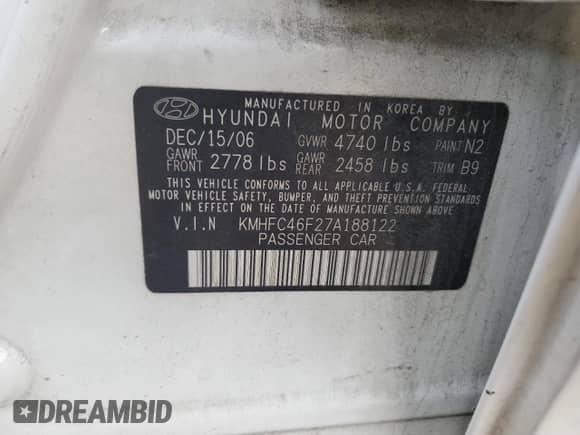 MANUFACTURED IN KOREA BY
HYUNDAI MOTOR COMPANY
DEC/15/06 GVWR 4740 lbs PAINT N2
GAWR FRONT 2778 lbs GAWR REAR 2458 lbs TRIM B9
THIS VEHICLE CONFORMS TO ALL APPLICABLE U.S.A. FEDERAL
MOTOR VEHICLE SAFETY, BUMPER, AND THEFT PREVENTION STANDARDS
IN EFFECT ON THE DATE OF MANUFACTURE SHOWN ABOVE.
V.I.N KMHFC46F27A188122
PASSENGER CAR
DREAMBID